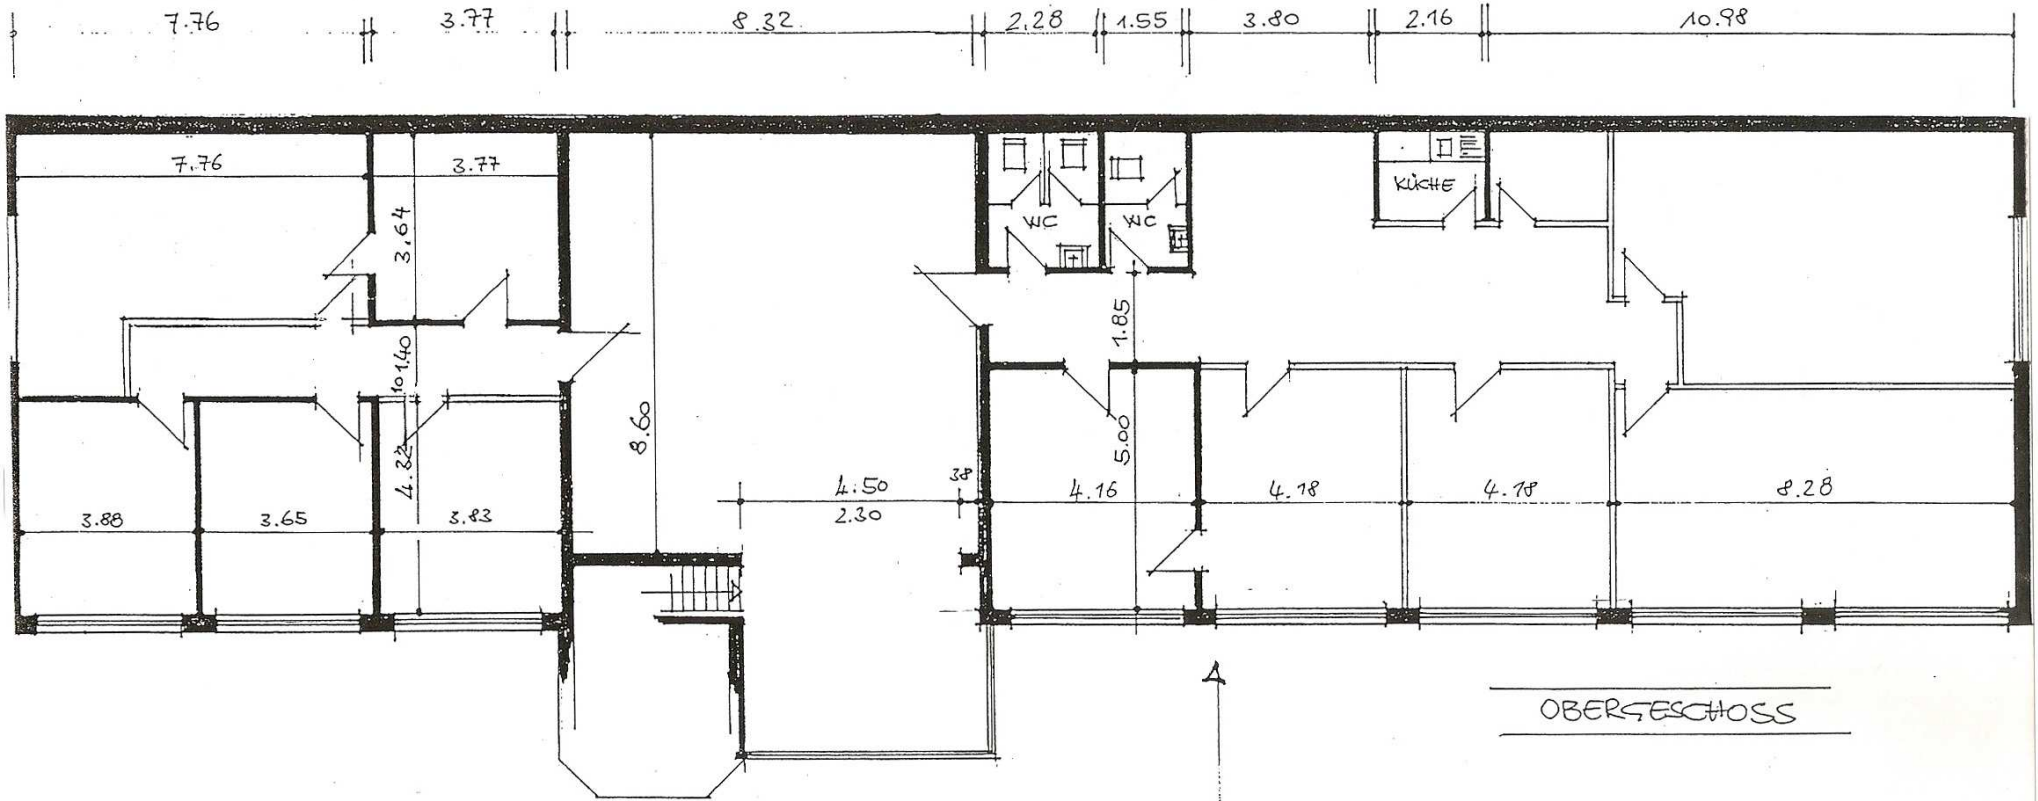 7.76 3.77 8.32 2.28 1.55 3.80 2.16 10.98
7.76 3.77
KÜCHE
3.64
WC WC
1.85
10 1.40
8.60
5.00
4.32
4.50 38 4.16 4.18 4.18 8.28
2.30
3.88 3.65 3.83
OBERGESCHOSS